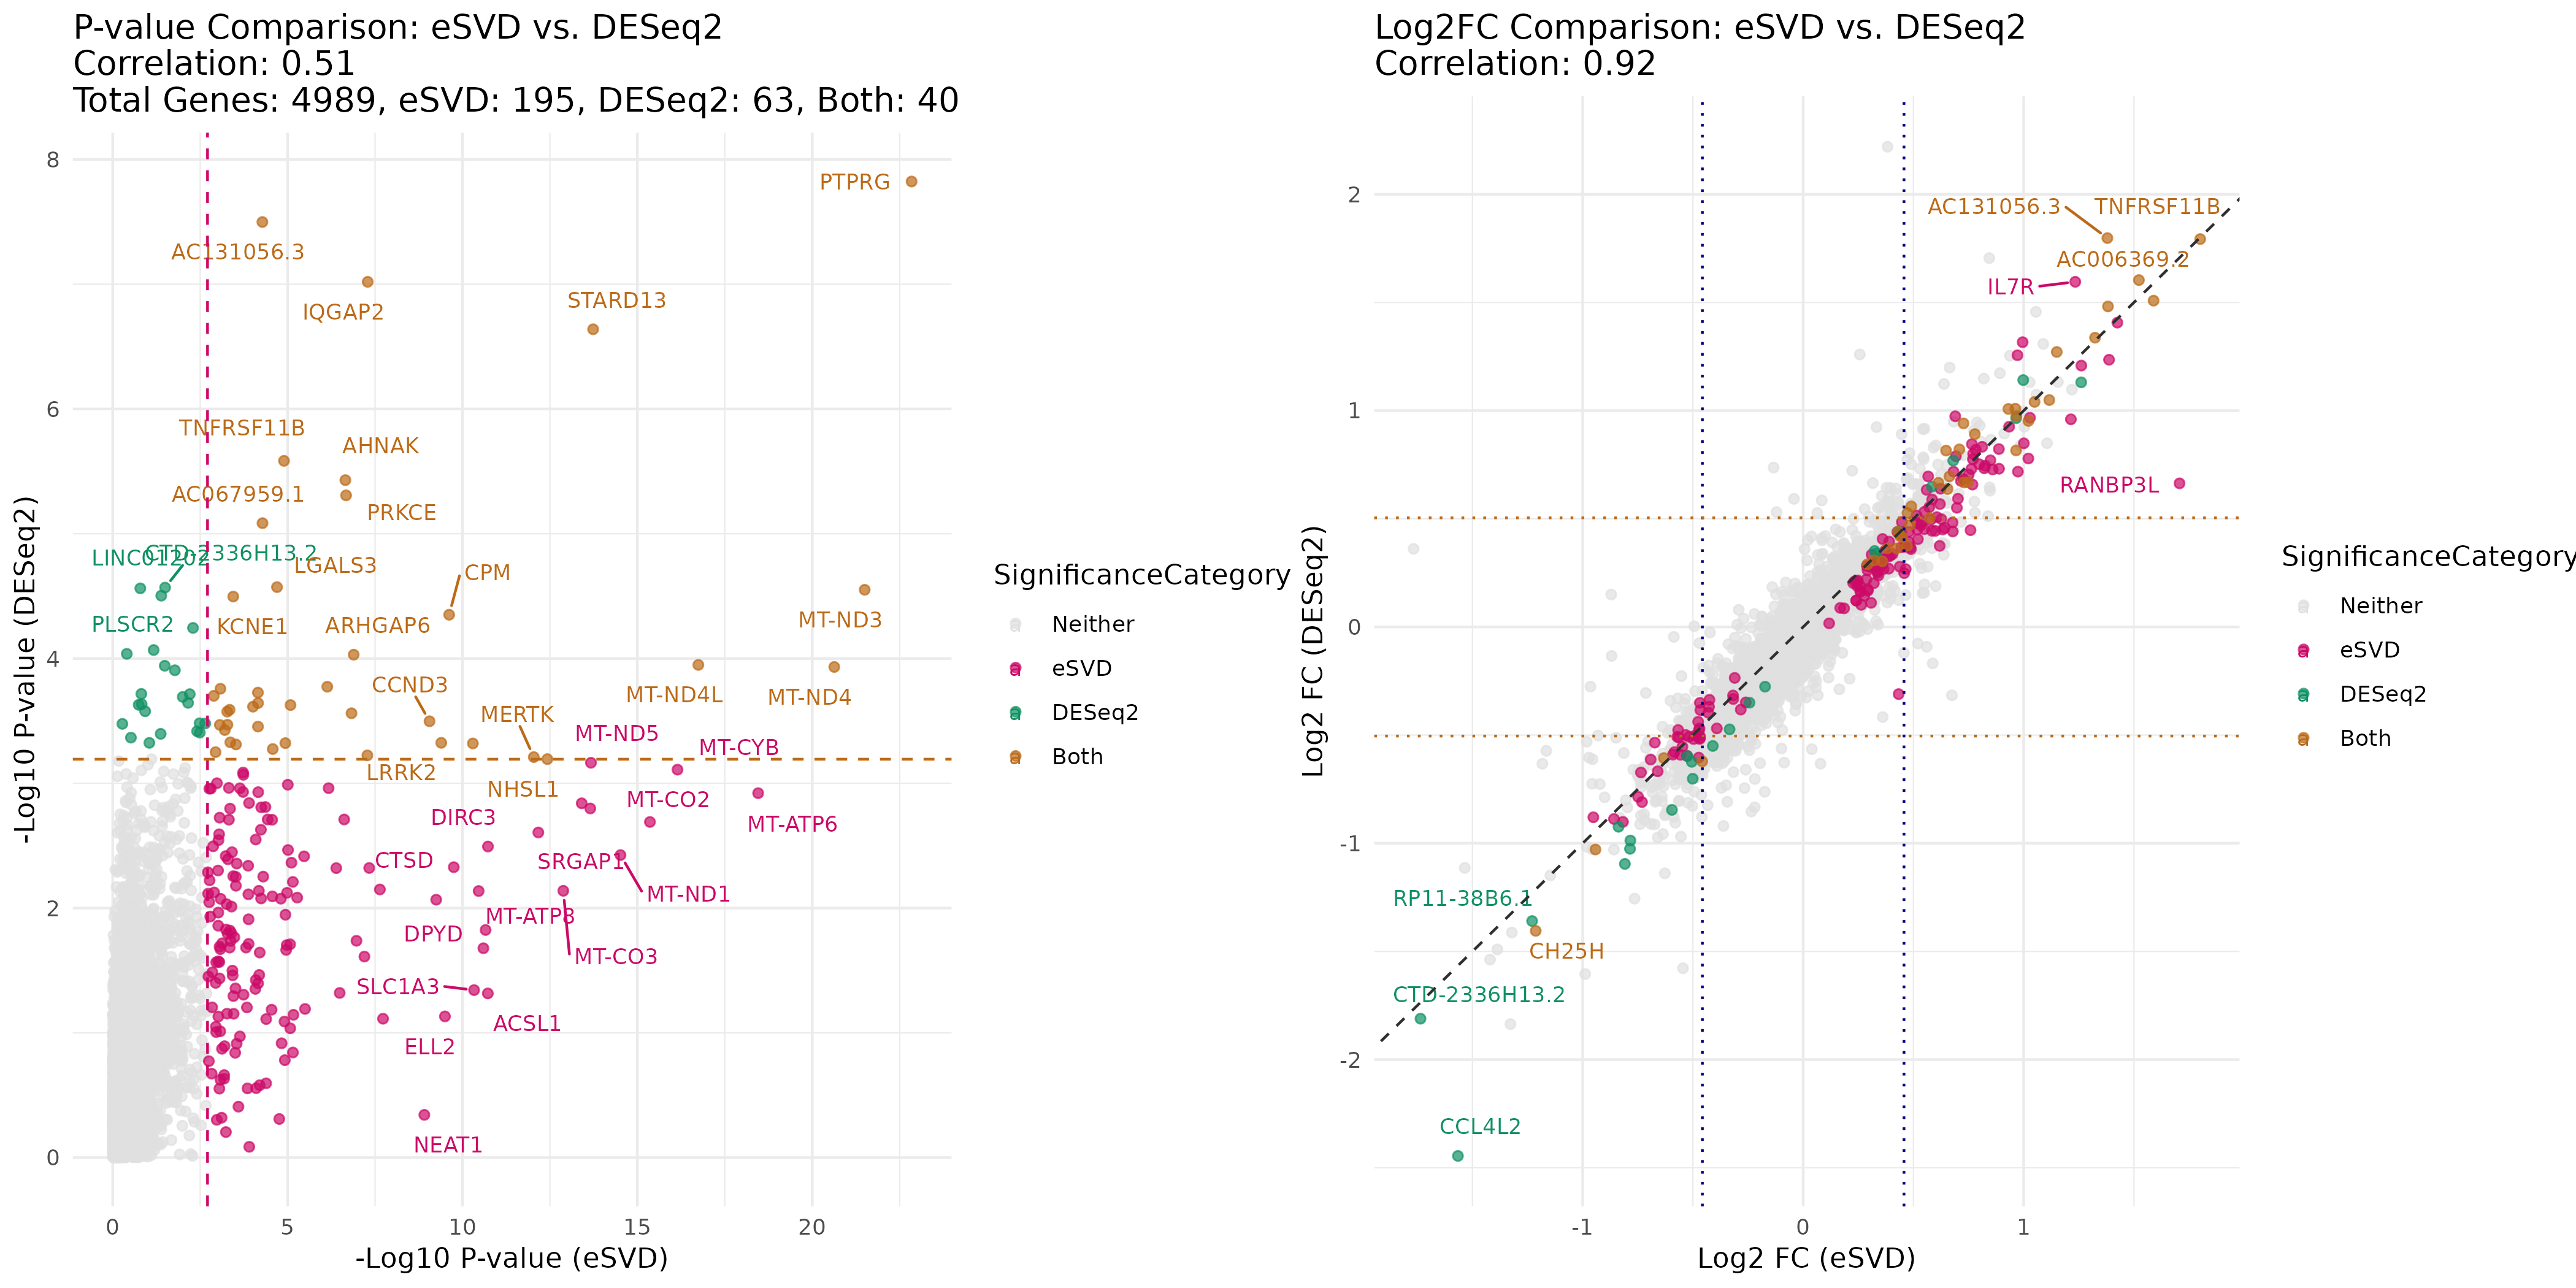 P-value Comparison: eSVD vs. DESeq2
Correlation: 0.51
Total Genes: 4989, eSVD: 195, DESeq2: 63, Both: 40
8
6
4
2
0
-Log10 P-value (DESeq2)
PTPRG
AC131056.3
IQGAP2
STARD13
TNFRSF11B
AHNAK
AC067959.1
PRKCE
LINC01202
CTD-2336H13.2
LGALS3
CPM
PLSCR2
KCNE1
ARHGAP6
MT-ND3
CCND3
MT-ND4L
MT-ND4
MERTK
MT-ND5
MT-CYB
LRRK2
NHSL1
MT-CO2
DIRC3
MT-ATP6
CTSD
SRGAP1
MT-ND1
MT-ATP8
DPYD
MT-CO3
SLC1A3
ACSL1
ELL2
NEAT1
0
5
10
15
20
-Log10 P-value (eSVD)
SignificanceCategory
Neither
eSVD
DESeq2
Both
Log2FC Comparison: eSVD vs. DESeq2
Correlation: 0.92
2
1
0
-1
-2
Log2 FC (DESeq2)
AC131056.3
TNFRSF11B
AC006369.2
IL7R
RANBP3L
RP11-38B6.1
CH25H
CTD-2336H13.2
CCL4L2
-1
0
1
Log2 FC (eSVD)
SignificanceCategory
Neither
eSVD
DESeq2
Both